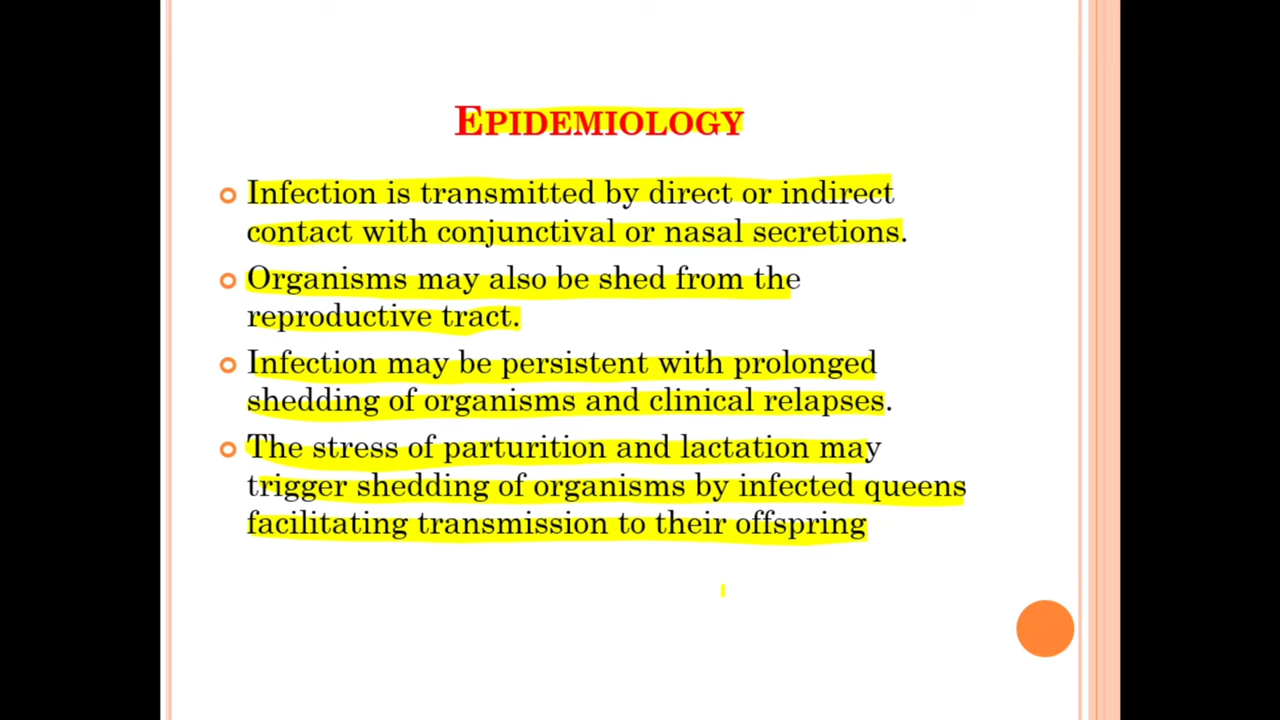 EPIDEMIOLOGY
Infection is transmitted by direct or indirect
contact with conjunctival or nasal secretions.
Organisms may also be shed from the
reproductive tract.
Infection may be persistent with prolonged
shedding of organisms and clinical relapses.
The stress of parturition and lactation may
trigger shedding of organisms by infected queens
facilitating transmission to their offspring